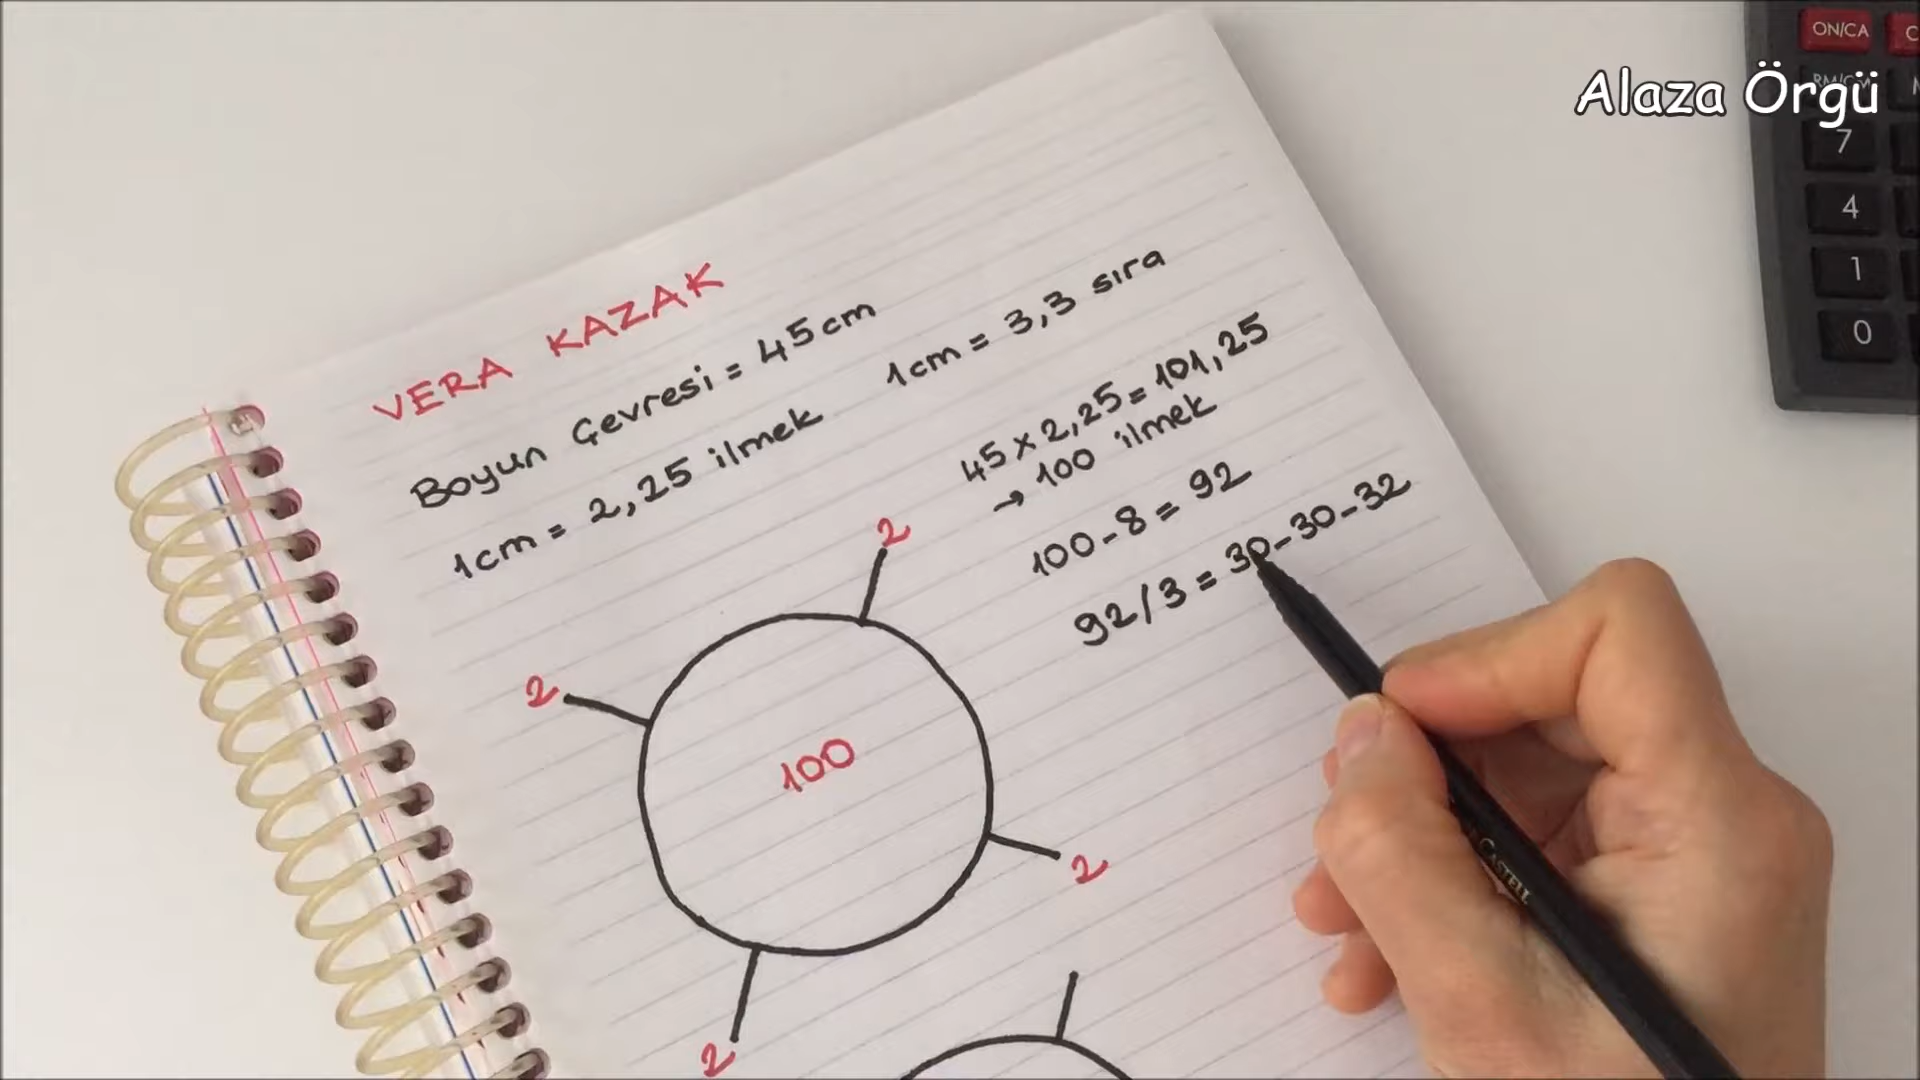 Alaza Örgü
ON/CA
7
4
1
0
VERA KAZAK
Boyun Çevresi = 45cm
1cm = 2,25 ilmek 1cm = 3,3 sıra
45 x 2,25 = 101,25
→ 100 ilmek
100-8 = 92
92/3 = 30-30-32
2
2
100
2
2
CASTELL